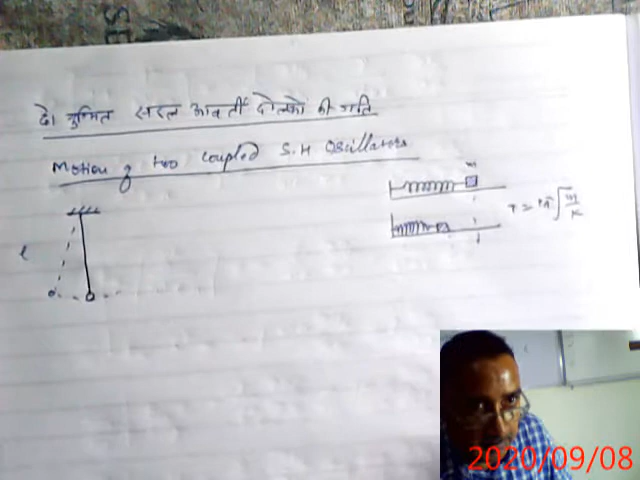 दो युग्मित सरल आवर्ती दोलकों की गति
Motion of two coupled S.H Oscillators
m
T = 2π√m/K
l
2020/09/08